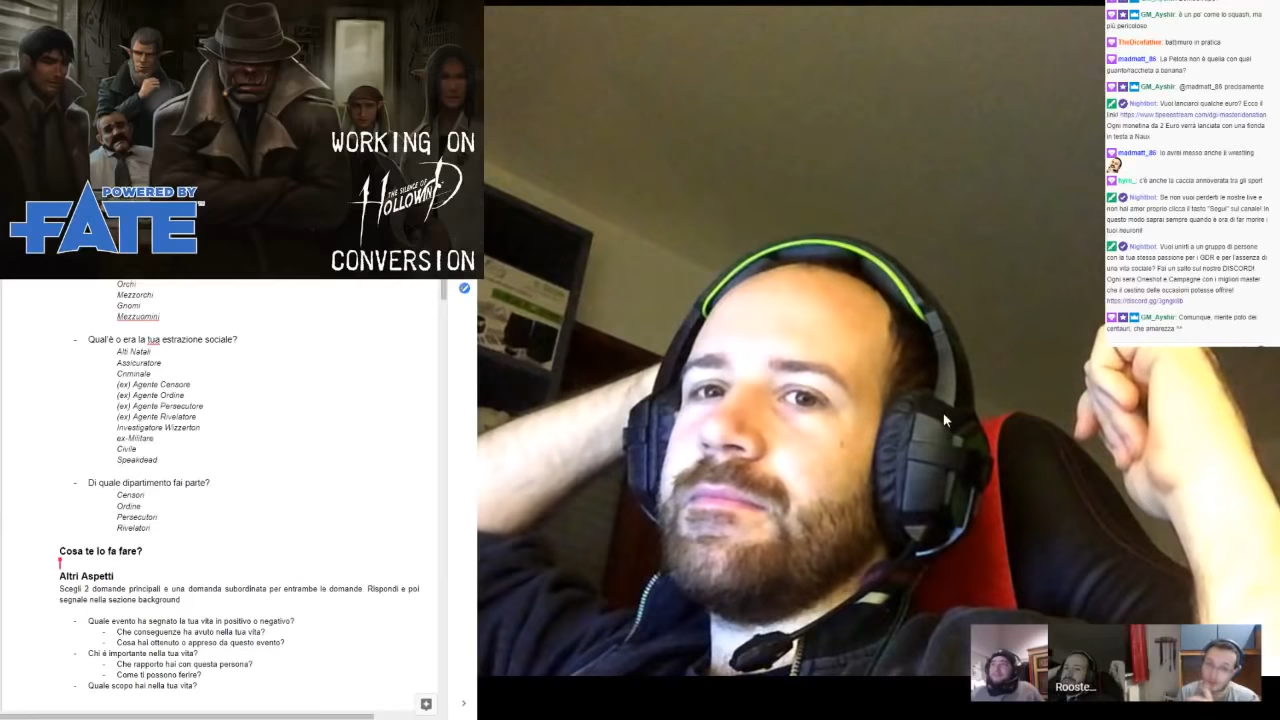 WORKING ON
THE SILENCE OF
HOLLOWIND
CONVERSION
POWERED BY
FATE
TM
Orchi
Mezzorchi
Gnomi
Mezzuomini
- Qual'è o era la tua estrazione sociale?
Alti Natali
Assicuratore
Criminale
(ex) Agente Censore
(ex) Agente Ordine
(ex) Agente Persecutore
(ex) Agente Rivelatore
Investigatore Wizzerton
ex-Militare
Civile
Speakdead
- Di quale dipartimento fai parte?
Censori
Ordine
Persecutori
Rivelatori
Cosa te lo fa fare?
Altri Aspetti
Scegli 2 domande principali e una domanda subordinata per entrambe le domande. Rispondi e poi
segnale nella sezione background
- Quale evento ha segnato la tua vita in positivo o negativo?
- Che conseguenze ha avuto nella tua vita?
- Cosa hai ottenuto o appreso da questo evento?
- Chi è importante nella tua vita?
- Che rapporto hai con questa persona?
- Come ti possono ferire?
- Quale scopo hai nella tua vita?
GM_Ayshir: è un po' come lo squash, ma
più pericoloso
TheDicefather: battimuro in pratica
madmatt_86: La Pelota non è quella con quel
guanto/racchetta a banana?
GM_Ayshir: @madmatt_86 precisamente
Nightbot: Vuoi lanciarci qualche euro? Ecco il
link!
Ogni monetina da 2 Euro verrà lanciata con una fionda
in testa a Naux
madmatt_86: Io avrei messo anche il wrestling
hyro_: c'è anche la caccia annoverata tra gli sport
Nightbot: Se non vuoi perderti le nostre live e
non hai amor proprio clicca il tasto "Segui" sul canale! In
questo modo saprai sempre quando è ora di far morire i
tuoi neuroni!
Nightbot: Vuoi unirti a un gruppo di persone
con la tua stessa passione per i GDR e per l'assenza di
una vita sociale? Fai un salto sul nostro DISCORD!
Ogni sera Oneshot e Campagne con i migliori master
che il cestino delle occasioni potesse offrire!
GM_Ayshir: Comunque, niente polo dei
centauri, che amarezza ^^
Rooste...